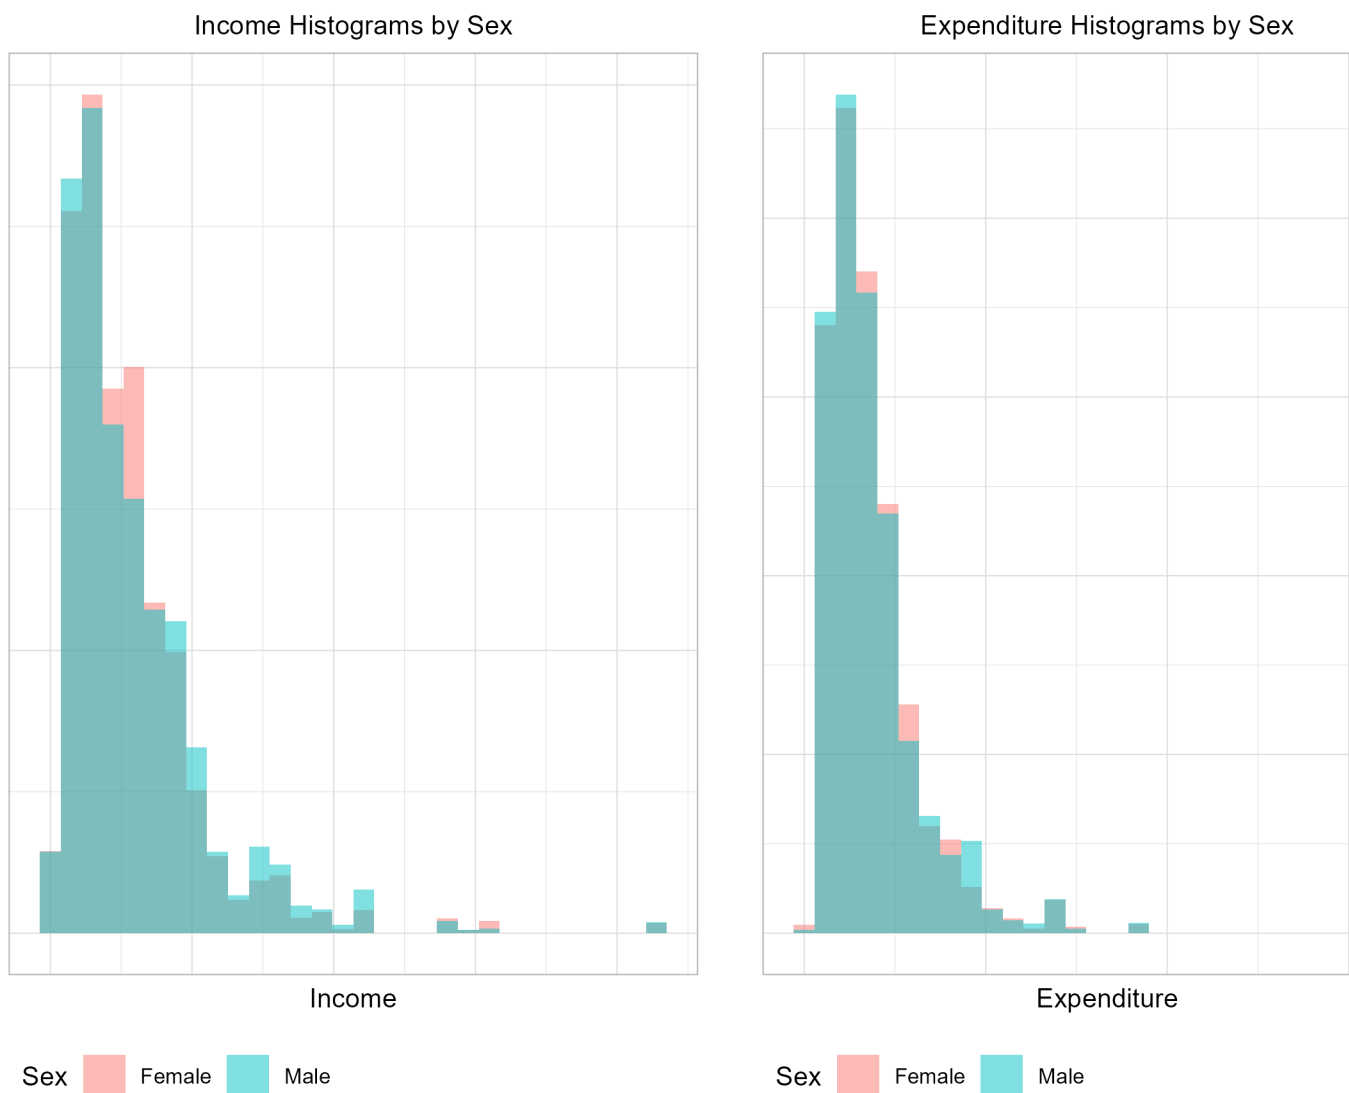 Income Histograms by Sex
Expenditure Histograms by Sex
Income
Expenditure
Sex Female Male
Sex Female Male